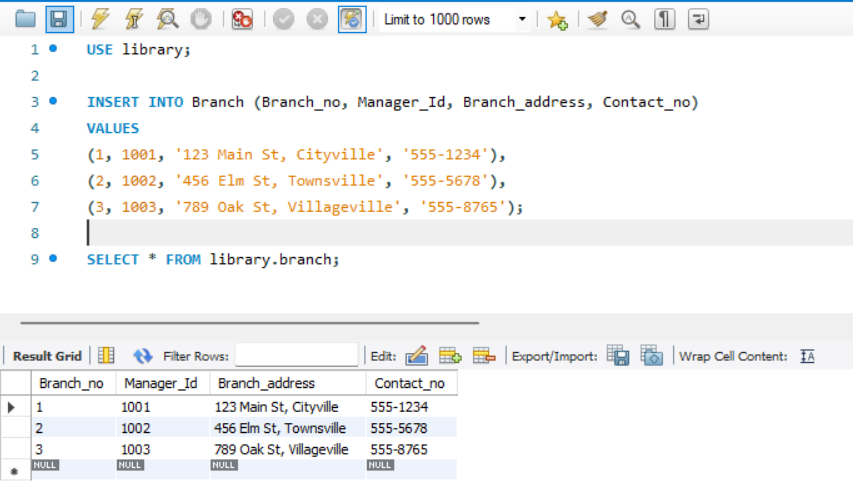 Limit to 1000 rows
1 USE library;
2
3 INSERT INTO Branch (Branch_no, Manager_Id, Branch_address, Contact_no)
4 VALUES
5 (1, 1001, '123 Main St, Cityville', '555-1234'),
6 (2, 1002, '456 Elm St, Townsville', '555-5678'),
7 (3, 1003, '789 Oak St, Villageville', '555-8765');
8
9 SELECT * FROM library.branch;
Result Grid Filter Rows: Edit: Export/Import: Wrap Cell Content: IA
Branch_no Manager_Id Branch_address Contact_no
1 1001 123 Main St, Cityville 555-1234
2 1002 456 Elm St, Townsville 555-5678
3 1003 789 Oak St, Villageville 555-8765
NULL NULL NULL NULL